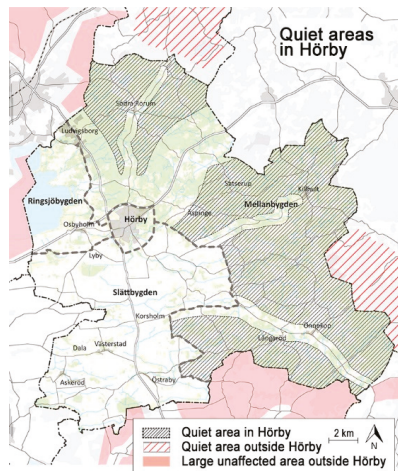 Quiet areas
in Hörby
Södra Rörum
Ludvigsborg
Ringsjöbygden
Hörby
Satserup
Killhult
Mellanbygden
Äspinge
Osbyholm
Lyby
Slättbygden
Korsholm
Önneköp
Långaröd
Västerstad
Dala
Askeröd
Östraby
Quiet area in Hörby
Quiet area outside Hörby
Large unaffected area outside Hörby
2 km
N